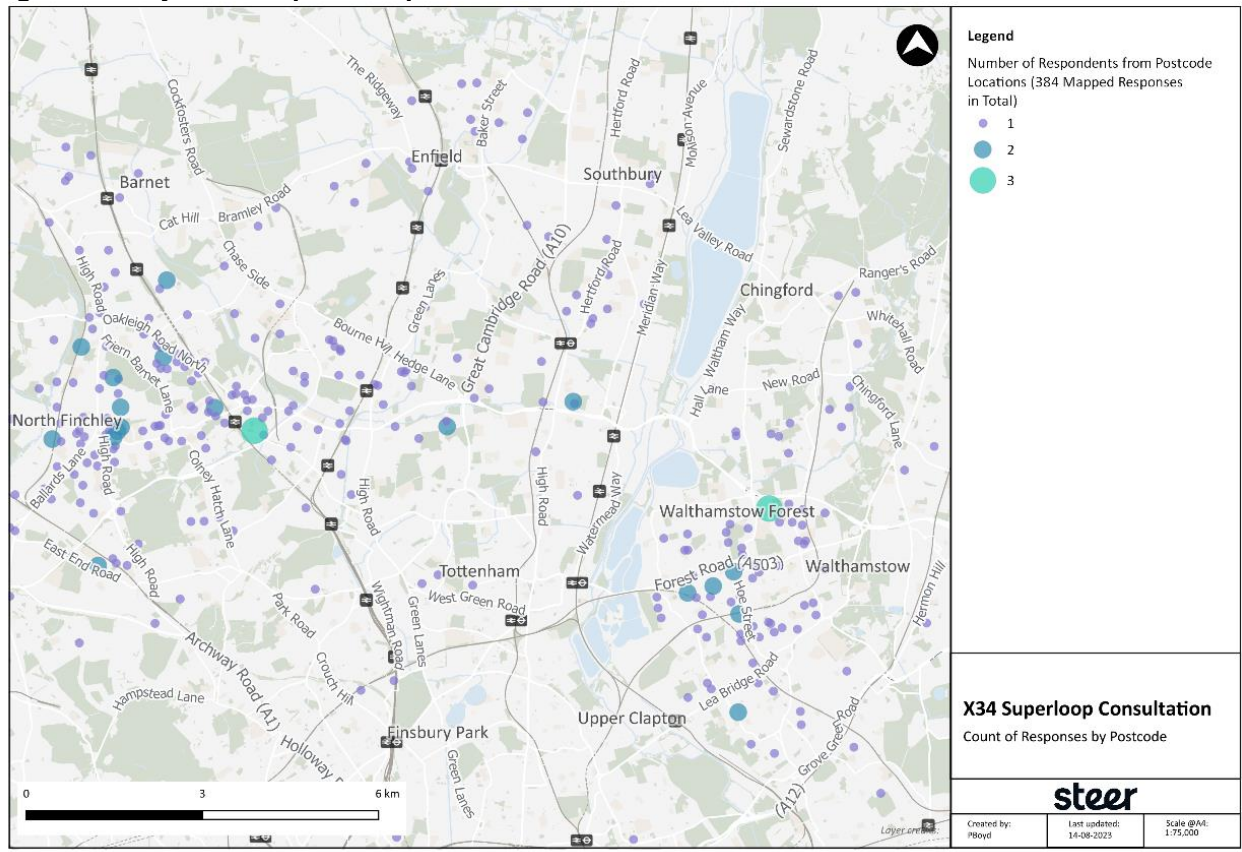 The Ridgeway
Baker Street
Hertford Road
Mollison Avenue
Sewardstone Road
Cockfosters Road
Enfield
Southbury
Barnet
Cat Hill
Bramley Road
Lea Valley Road
Chase Side
High Road
Green Lanes
Great Cambridge Road (A10)
Hertford Road
Meridian Way
Ranger's Road
Chingford
Oakleigh Road North
Friern Barnet Lane
Bourne Hill
Hedge Lane
Waltham Way
Whitehall Road
Hall Lane
New Road
Chingford Lane
North Finchley
Ballards Lane
High Road
Colney Hatch Lane
High Road
High Road
Watermead Way
Walthamstow Forest
East End Road
High Road
Tottenham
Forest Road (A503)
Walthamstow
West Green Road
Hoe Street
Hermon Hill
Park Road
Wightman Road
Green Lanes
Archway Road (A1)
Crouch Hill
Hampstead Lane
Lea Bridge Road
Upper Clapton
Finsbury Park
Grove Green Road
Holloway
Green Lanes
(A12)
0 3 6 km
Legend
Number of Respondents from Postcode
Locations (384 Mapped Responses
in Total)
1
2
3
X34 Superloop Consultation
Count of Responses by Postcode
steer
Created by:
PBoyd
Last updated:
14-08-2023
Scale @A4:
1:75,000